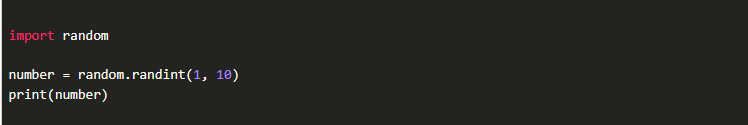 import random
number = random.randint(1, 10)
print(number)